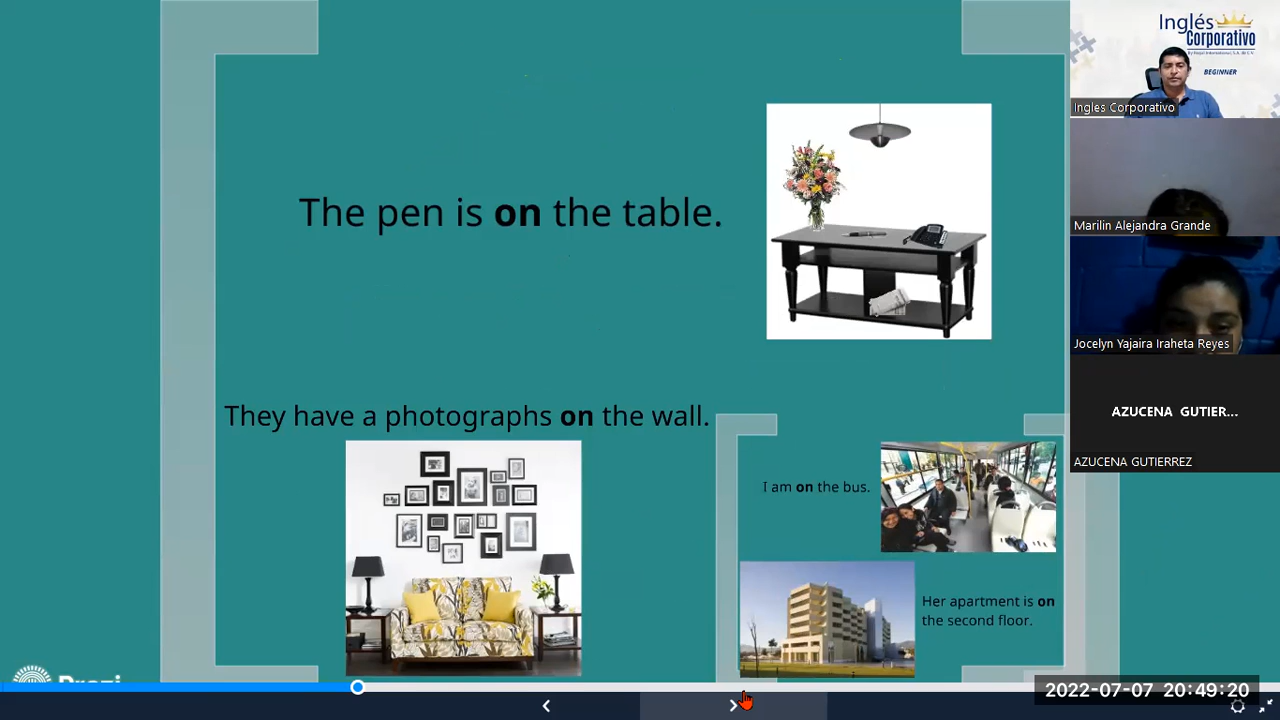 The pen is on the table.
They have a photographs on the wall.
I am on the bus.
Her apartment is on
the second floor.
Prezi
Inglés
Corporativo
BEGINNER
Ingles Corporativo
Marilin Alejandra Grande
Jocelyn Yajaira Iraheta Reyes
AZUCENA GUTIER...
AZUCENA GUTIERREZ
2022-07-07 20:49:20